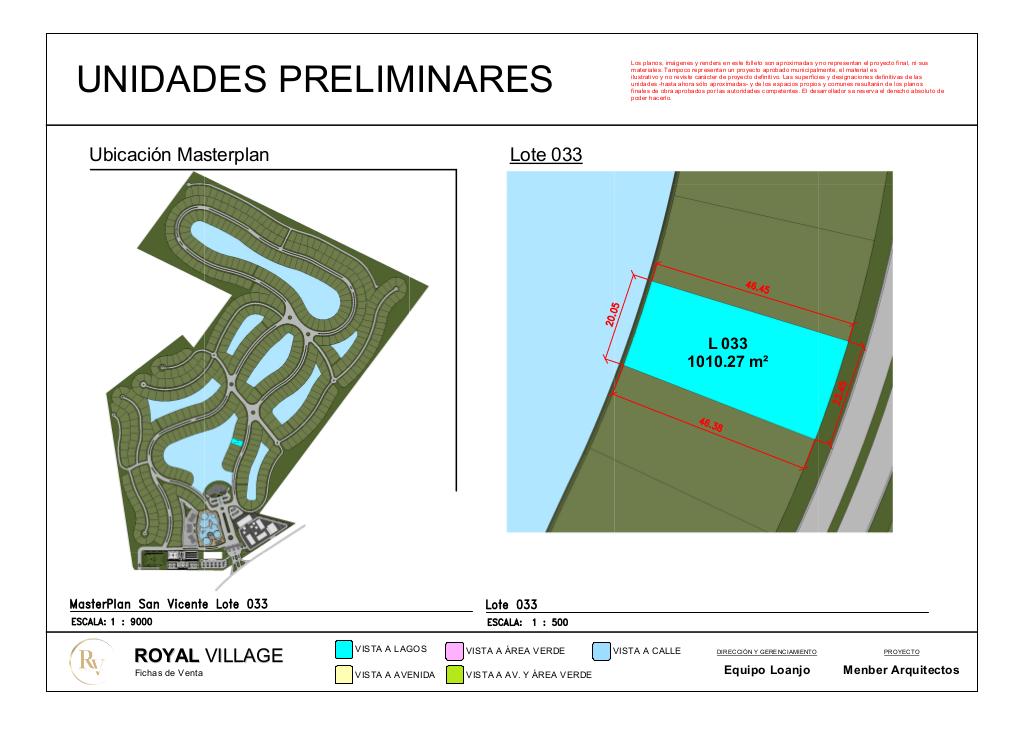 UNIDADES PRELIMINARES
Los planos, imágenes y renders en este folleto son aproximadas y no representan el proyecto final, ni sus
materiales. Tampoco representan un proyecto aprobado municipalmente, el material es
ilustrativo y no reviste carácter de proyecto definitivo. Las superficies y designaciones definitivas de las
unidades -hasta ahora sólo aproximadas- y de los espacios propios y comunes resultarán de los planos
finales de obra aprobados por las autoridades competentes. El desarrollador se reserva el derecho absoluto de
poder hacerlo.
Ubicación Masterplan
Lote 033
46.45
20.05
L 033
1010.27 m²
46.38
MasterPlan San Vicente Lote 033
ESCALA: 1 : 9000
Lote 033
ESCALA: 1 : 500
RV
ROYAL VILLAGE
Fichas de Venta
VISTA A LAGOS
VISTA A ÁREA VERDE
VISTA A CALLE
VISTA A AVENIDA
VISTA A AV. Y ÁREA VERDE
DIRECCIÓN Y GERENCIAMIENTO
Equipo Loanjo
PROYECTO
Menber Arquitectos